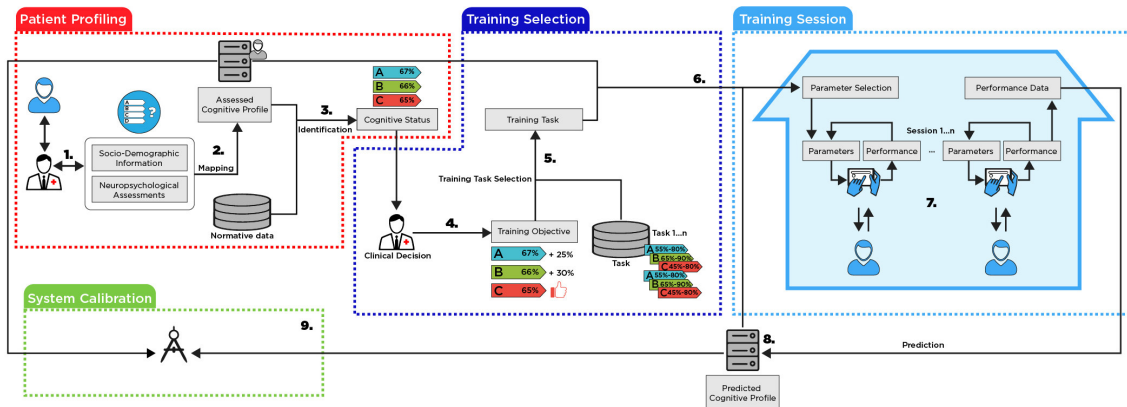 Patient Profiling
Training Selection
Training Session
A 67%
B 66%
C 65%
6.
Parameter Selection
Performance Data
Assessed
Cognitive Profile
3.
Identification
Cognitive Status
Training Task
Session 1...n
1.
Socio-Demographic
Information
2.
Mapping
Neuropsychological
Assessments
5.
Parameters
Performance
...
Parameters
Performance
Training Task Selection
7.
Normative data
4.
Training Objective
Clinical Decision
A 67% + 25%
B 66% + 30%
C 65%
Task
Task 1...n
A 55%-80%
B 65%-90%
C 45%-80%
A 55%-80%
B 65%-90%
C 45%-80%
System Calibration
9.
8.
Prediction
Predicted
Cognitive Profile